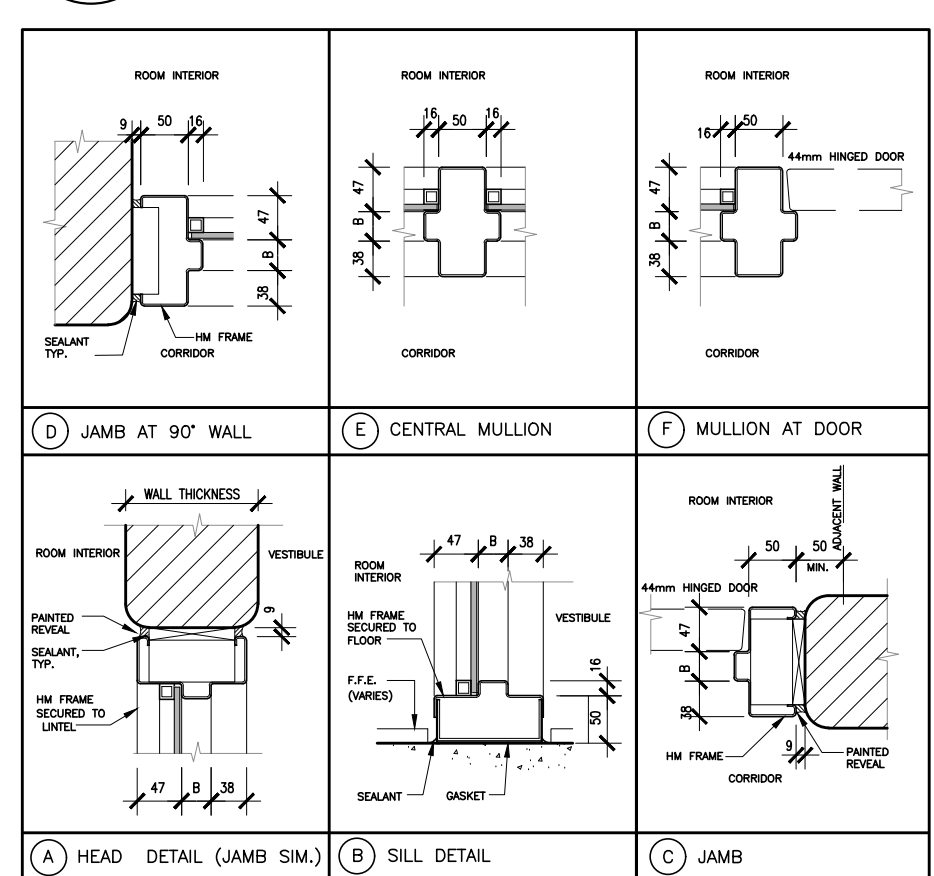 ROOM INTERIOR
9 50 16
47
B
38
SEALANT
TYP.
HM FRAME
CORRIDOR
D JAMB AT 90° WALL
ROOM INTERIOR
16 50 16
47
B
38
CORRIDOR
E CENTRAL MULLION
ROOM INTERIOR
50
16
44mm HINGED DOOR
47
B
38
CORRIDOR
F MULLION AT DOOR
WALL THICKNESS
ROOM INTERIOR
VESTIBULE
9
PAINTED
REVEAL
SEALANT,
TYP.
HM FRAME
SECURED TO
LINTEL
47 B 38
A HEAD DETAIL (JAMB SIM.)
47 B 38
ROOM
INTERIOR
VESTIBULE
HM FRAME
SECURED TO
FLOOR
16
F.F.E.
(VARIES)
50
SEALANT
GASKET
B SILL DETAIL
ROOM INTERIOR
ADJACENT WALL
50 50
MIN.
44mm HINGED DOOR
47
B
38
HM FRAME
9
PAINTED
REVEAL
CORRIDOR
C JAMB